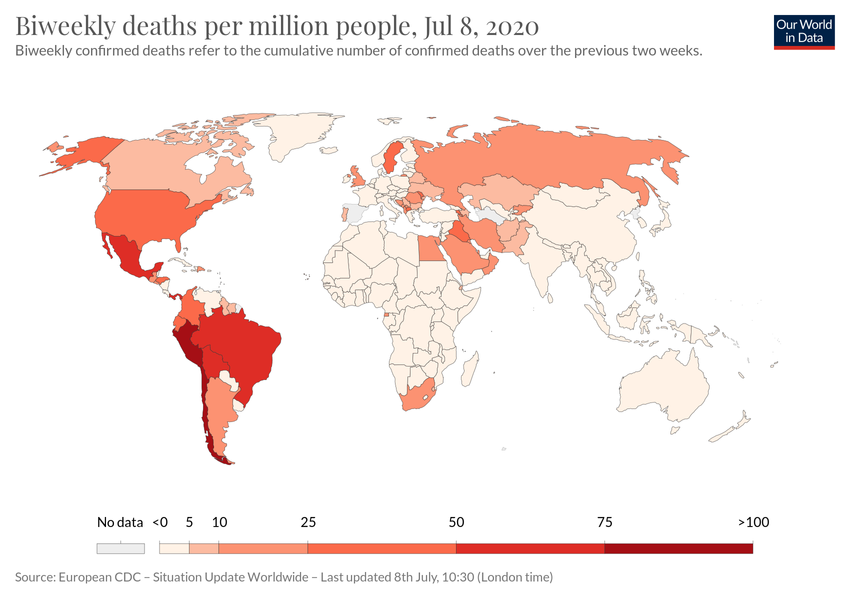 Biweekly deaths per million people, Jul 8, 2020
Biweekly confirmed deaths refer to the cumulative number of confirmed deaths over the previous two weeks.
Our World
in Data
No data <0 5 10 25 50 75 >100
Source: European CDC – Situation Update Worldwide – Last updated 8th July, 10:30 (London time)